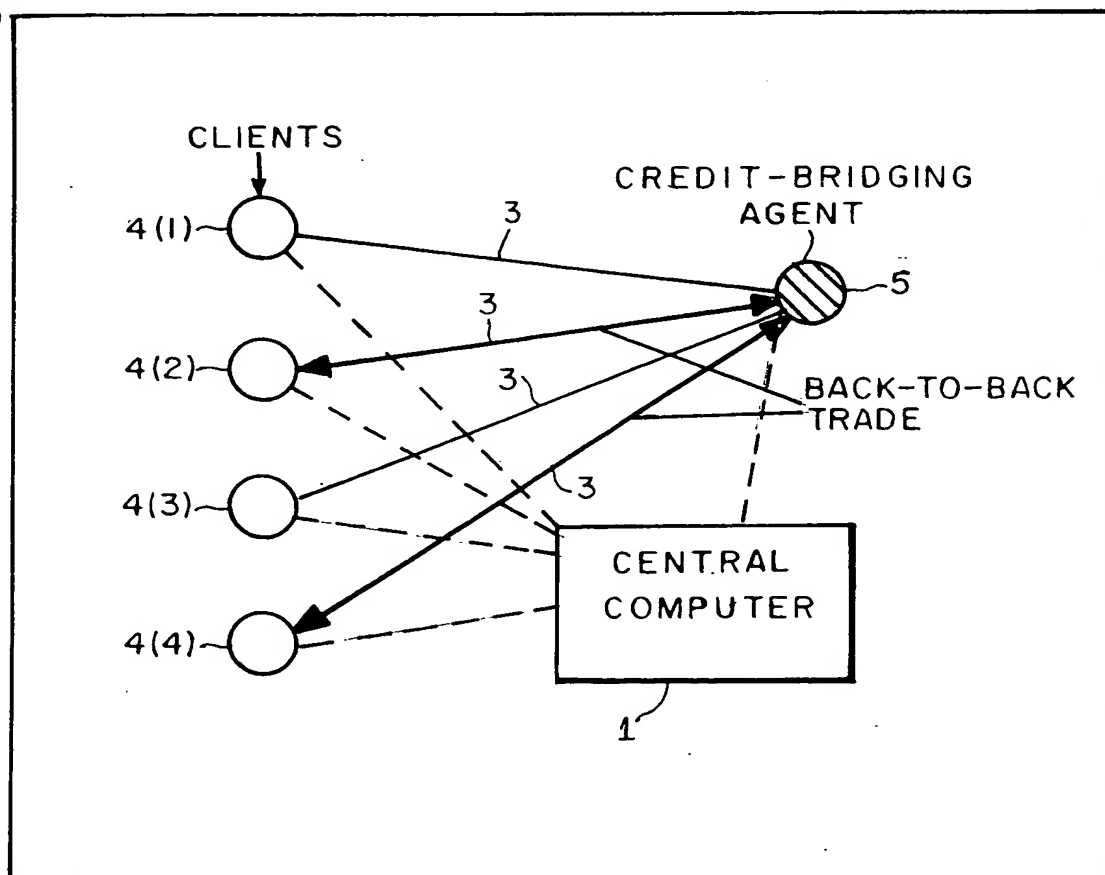 CLIENTS
CREDIT-BRIDGING
AGENT
4(1)
3
5
3
4(2)
3
BACK-TO-BACK
TRADE
3
4(3)
CENTRAL
COMPUTER
4(4)
1